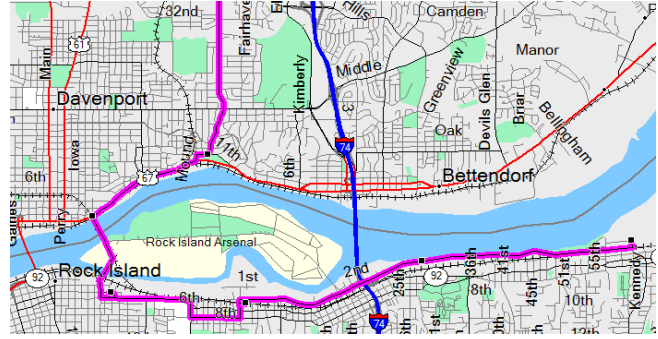 32nd
Fairhaven
Hills
Camden
61
Main
Middle
Manor
Kimberly
Greenview
Devils Glen
Briar
Bellingham
Davenport
3
Oak
74
11th
Mound
Iowa
6th
67
6th
Bettendorf
Gaines
Perry
Rock Island Arsenal
92
Rock Island
1st
2nd
25th
92
36th
41st
51st
55th
Kennedy
6th
8th
8th
45th
10th
74
12th